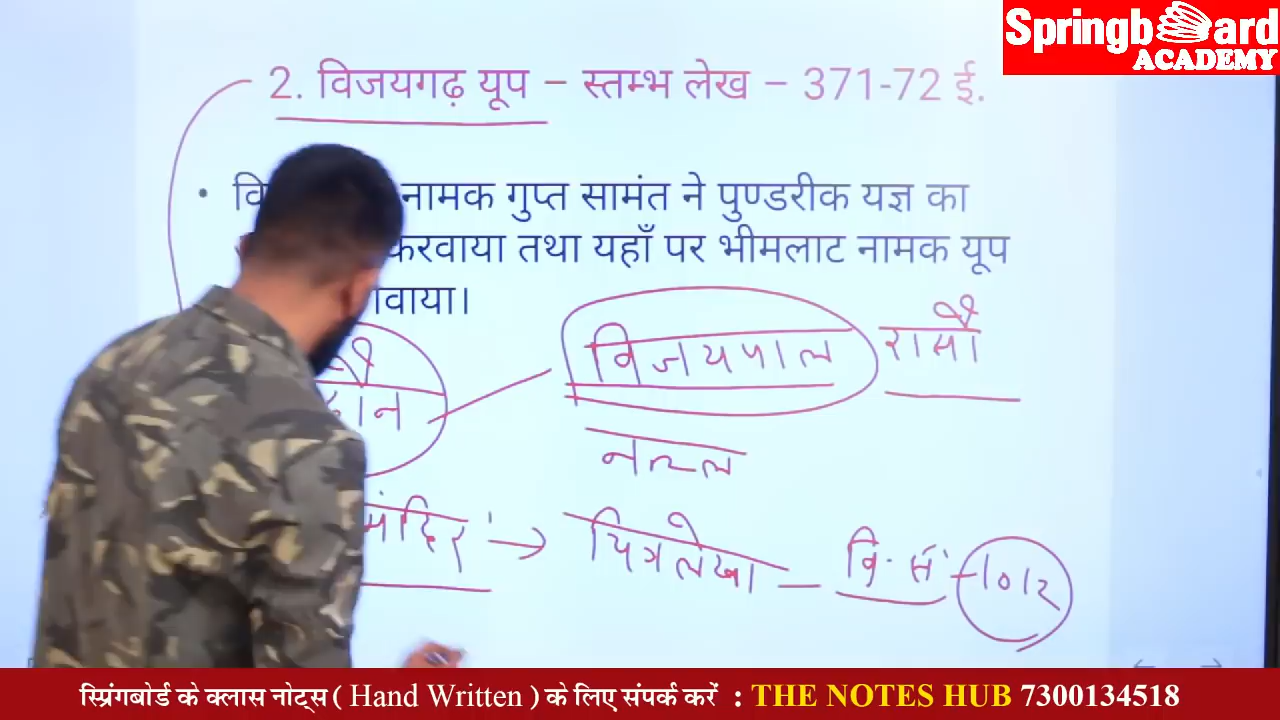 Springboard
ACADEMY
2. विजयगढ़ यूप – स्तम्भ लेख – 371-72 ई.
• नामक गुप्त सामंत ने पुण्डरीक यज्ञ का
करवाया तथा यहाँ पर भीमलाट नामक यूप
विजयपाल रासौ
नल्ल
मंदिर → चित्रलेखा – वि. सं. – 1012
स्प्रिंगबोर्ड के क्लास नोट्स ( Hand Written ) के लिए संपर्क करें : THE NOTES HUB 7300134518